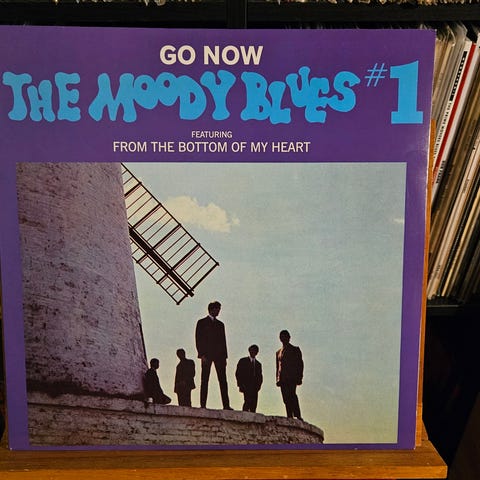 GO NOW
THE MOODY BLUES #1
FEATURING
FROM THE BOTTOM OF MY HEART